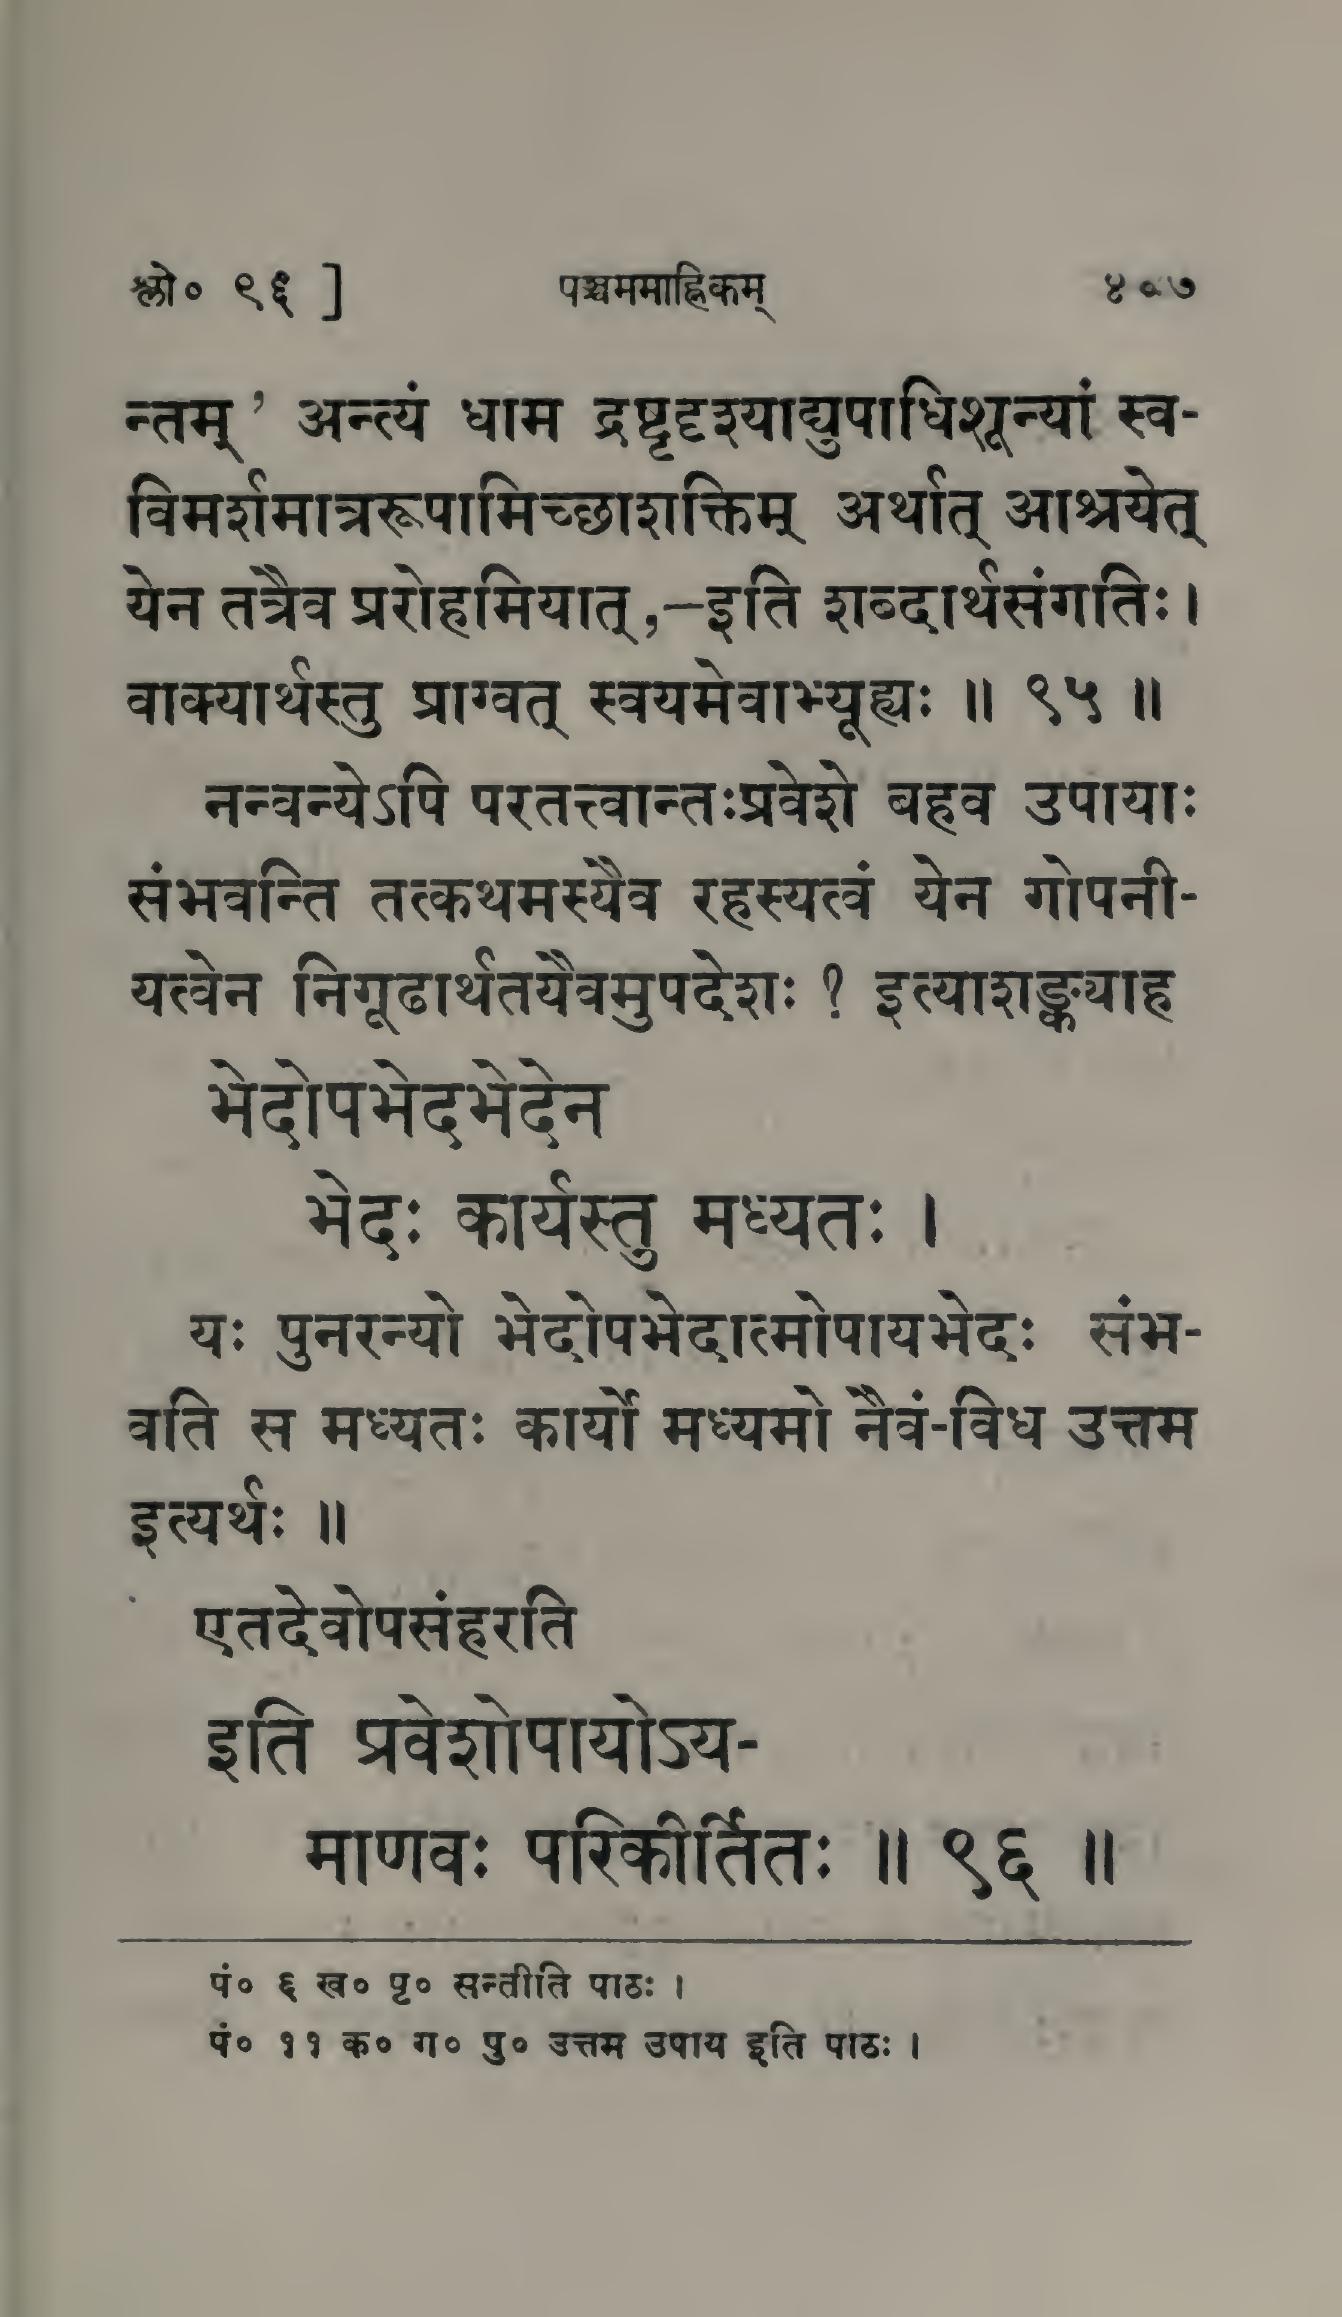 श्लो० ९६ ] पञ्चममाह्निकम् ४०७
न्तम्’ अन्त्यं धाम द्रष्टृदृश्याद्युपाधिशून्यां स्व-
विमर्शमात्ररूपामिच्छाशक्तिम् अर्थात् आश्रयेत्
येन तत्रैव प्ररोहमियात्,—इति शब्दार्थसंगतिः।
वाक्यार्थस्तु प्राग्वत् स्वयमेवाभ्यूह्यः ॥ ९५ ॥
नन्वन्येऽपि परतत्त्वान्तःप्रवेशे बहव उपायाः
संभवन्ति तत्कथमस्यैव रहस्यत्वं येन गोपनी-
यत्वेन निगूढार्थतयैवमुपदेशः ? इत्याशङ्क्याह
भेदोपभेदभेदेन
भेदः कार्यस्तु मध्यतः ।
यः पुनरन्यो भेदोपभेदात्मोपायभेदः संभ-
वति स मध्यतः कार्यो मध्यमो नैवं-विध उत्तम
इत्यर्थः ॥
एतदेवोपसंहरति
इति प्रवेशोपायोऽय-
माणवः परिकीर्तितः ॥ ९६ ॥
पं० ६ ख० पृ० सन्तीति पाठः ।
पं० ११ क० ग० पु० उत्तम उपाय इति पाठः ।